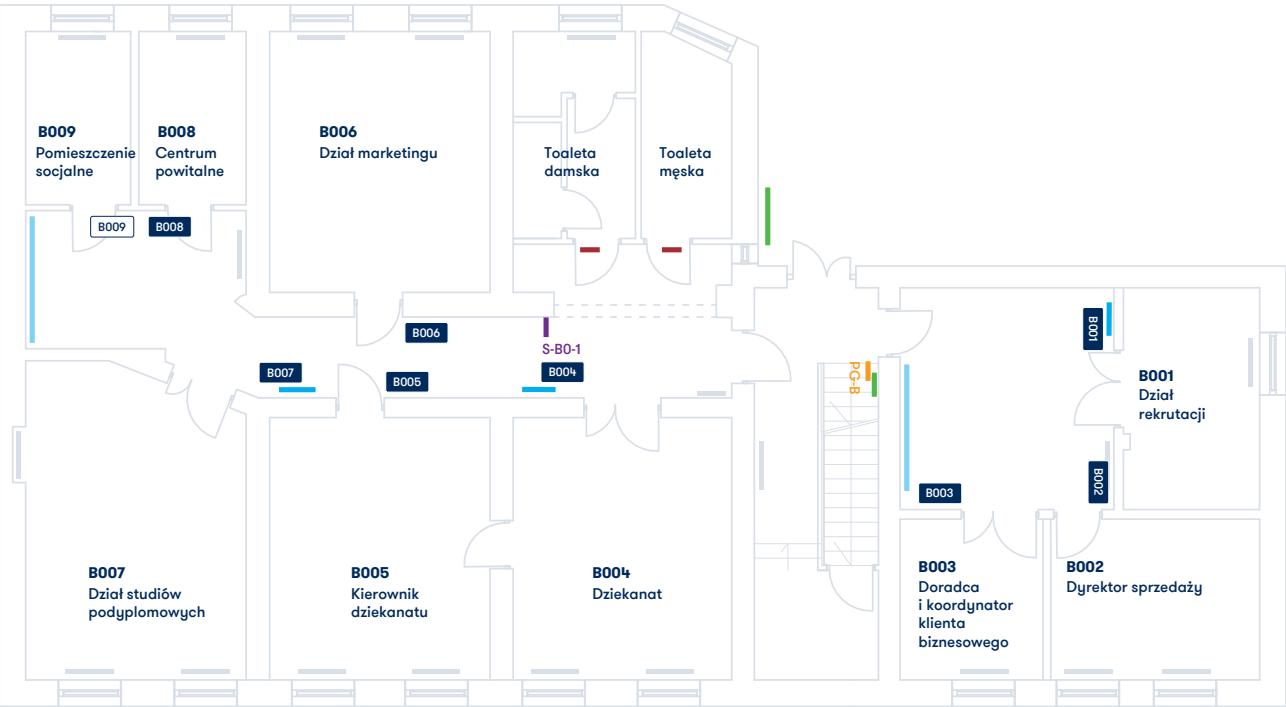 B009
Pomieszczenie
socjalne
B008
Centrum
powitalne
B006
Dział marketingu
Toaleta
damska
Toaleta
męska
B009
B008
B006
S-B0-1
B007
B005
B004
PG-B
B001
B001
Dział
rekrutacji
B003
B002
B007
Dział studiów
podyplomowych
B005
Kierownik
dziekanatu
B004
Dziekanat
B003
Doradca
i koordynator
klienta
biznesowego
B002
Dyrektor sprzedaży